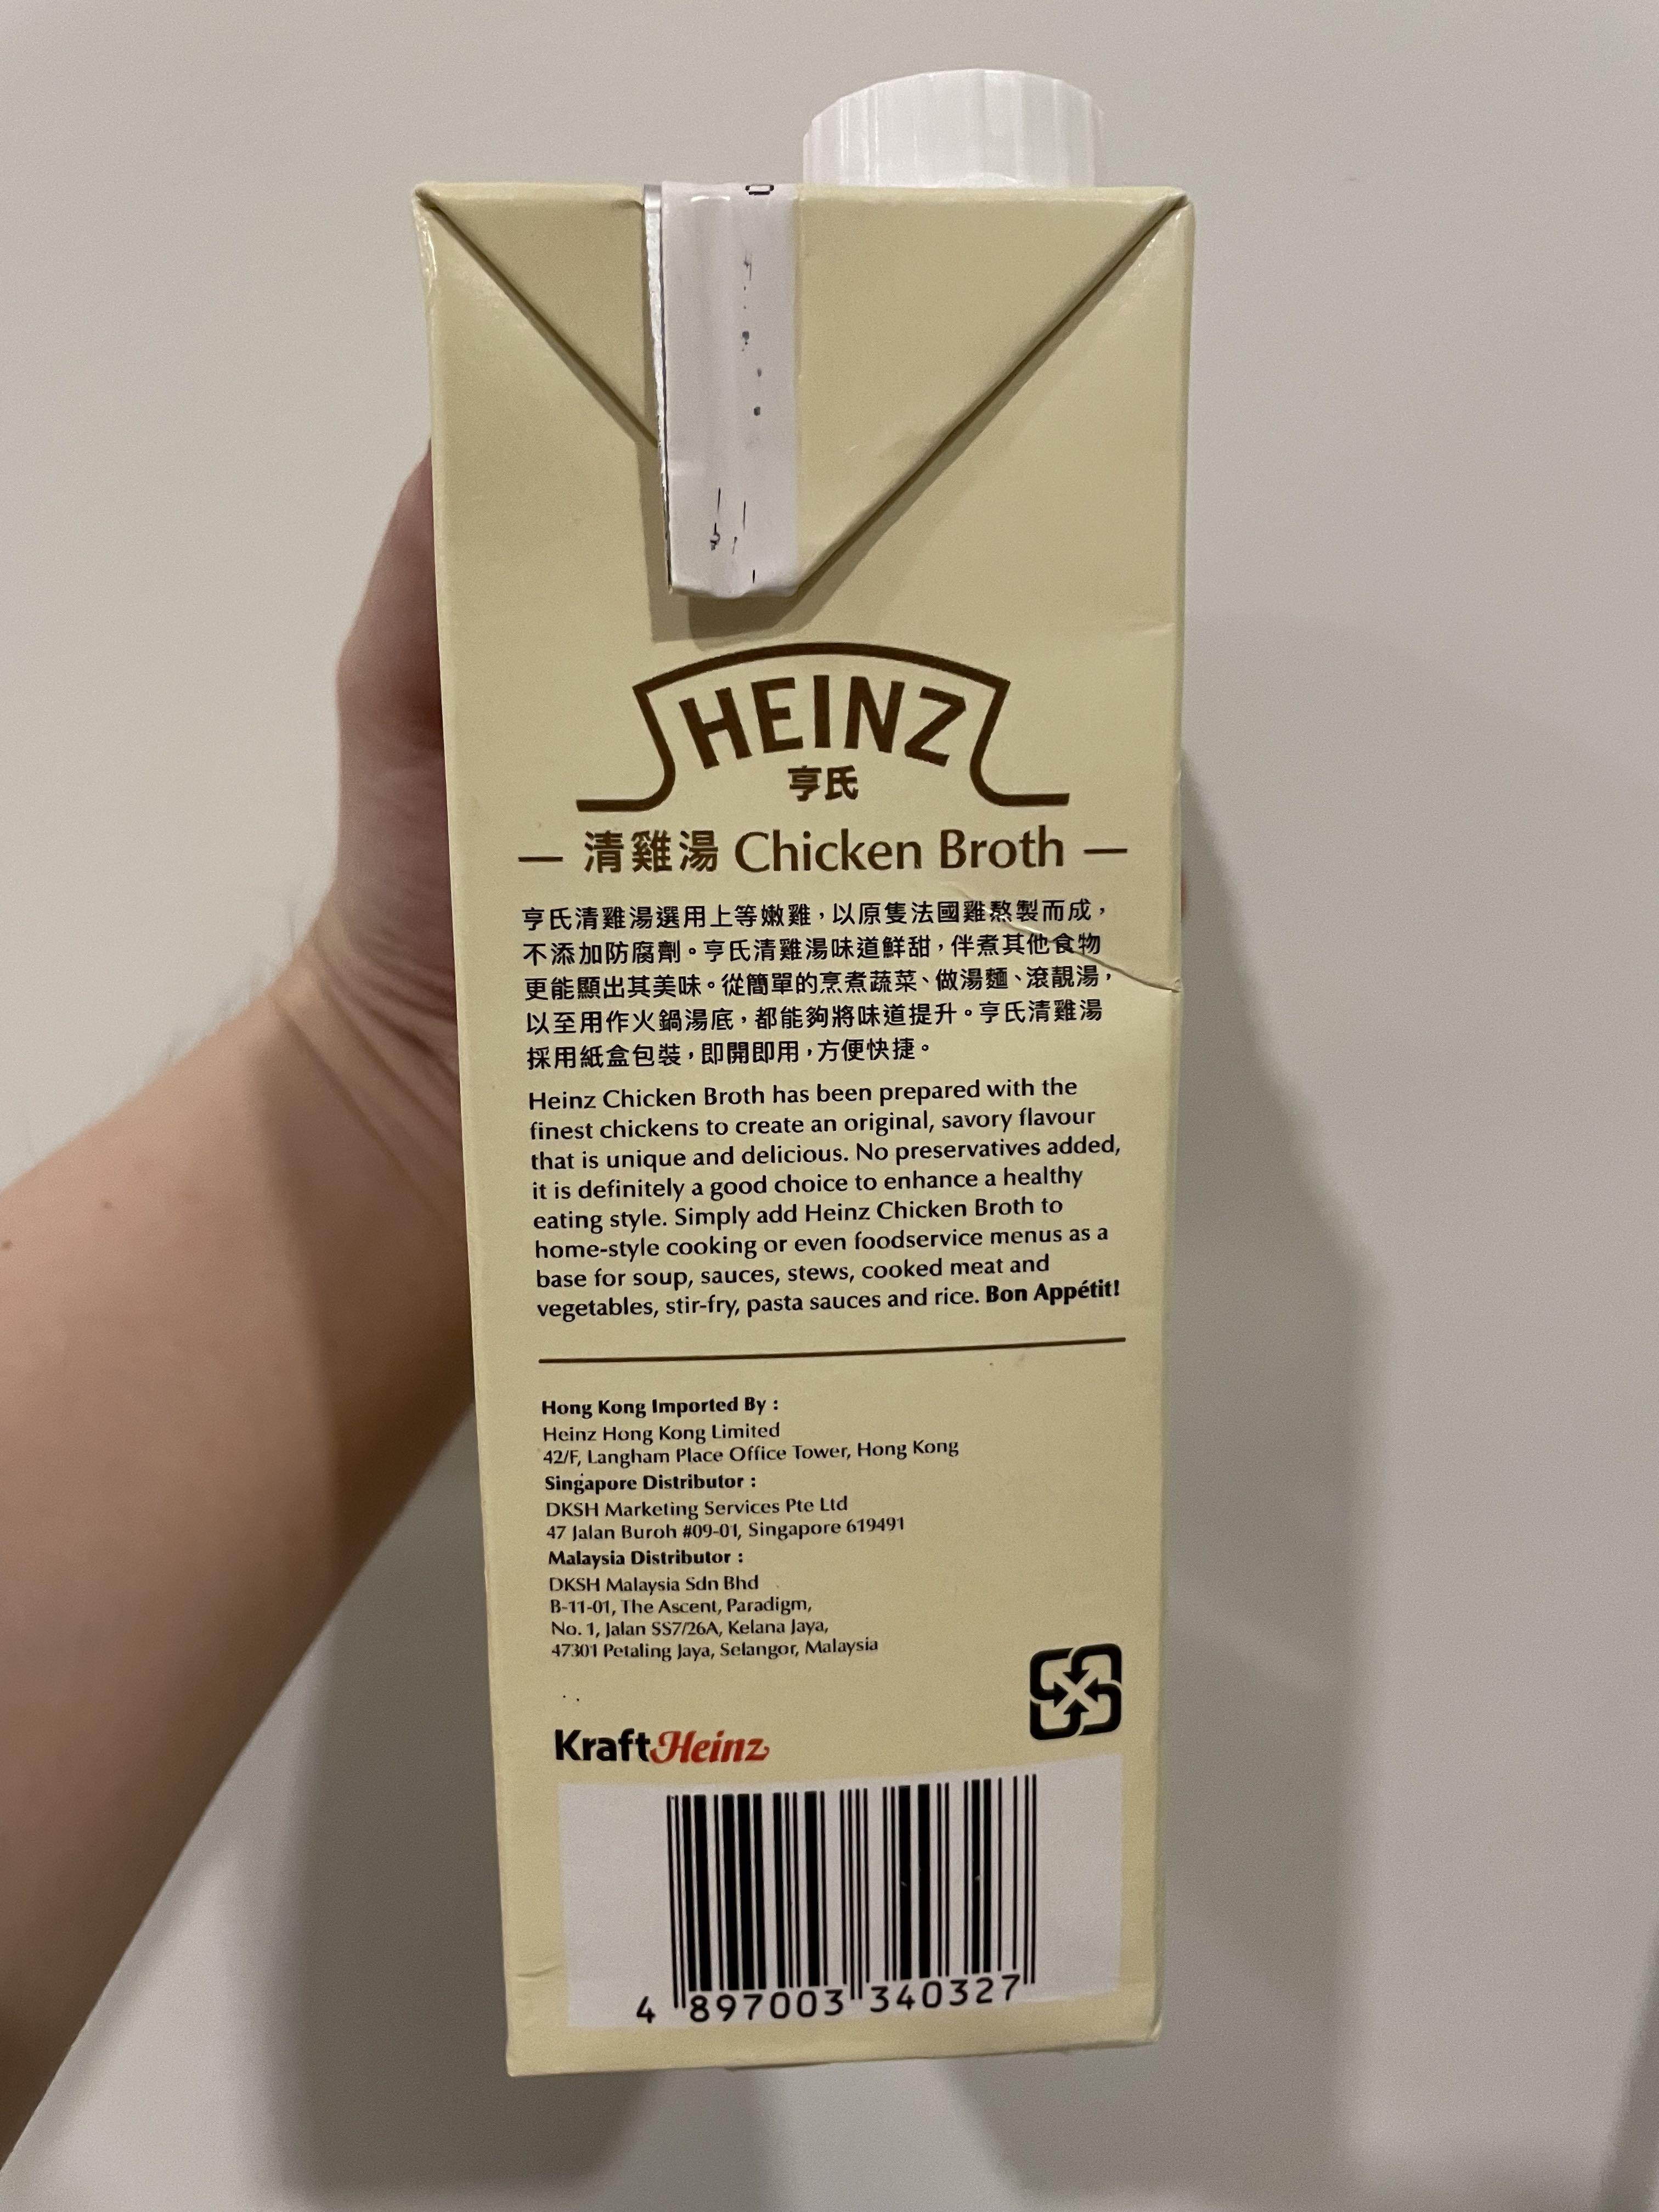 HEINZ
亨氏
— 清雞湯 Chicken Broth —
亨氏清雞湯選用上等嫩雞，以原隻法國雞熬製而成，
不添加防腐劑。亨氏清雞湯味道鮮甜，伴煮其他食物
更能顯出其美味。從簡單的烹煮蔬菜、做湯麵、滾靚湯，
以至用作火鍋湯底，都能夠將味道提升。亨氏清雞湯
採用紙盒包裝，即開即用，方便快捷。
Heinz Chicken Broth has been prepared with the
finest chickens to create an original, savory flavour
that is unique and delicious. No preservatives added,
it is definitely a good choice to enhance a healthy
eating style. Simply add Heinz Chicken Broth to
home-style cooking or even foodservice menus as a
base for soup, sauces, stews, cooked meat and
vegetables, stir-fry, pasta sauces and rice. Bon Appétit!
Hong Kong Imported By :
Heinz Hong Kong Limited
42/F, Langham Place Office Tower, Hong Kong
Singapore Distributor :
DKSH Marketing Services Pte Ltd
47 Jalan Buroh #09-01, Singapore 619491
Malaysia Distributor :
DKSH Malaysia Sdn Bhd
B-11-01, The Ascent, Paradigm,
No. 1, Jalan SS7/26A, Kelana Jaya,
47301 Petaling Jaya, Selangor, Malaysia
KraftHeinz
4 897003 340327